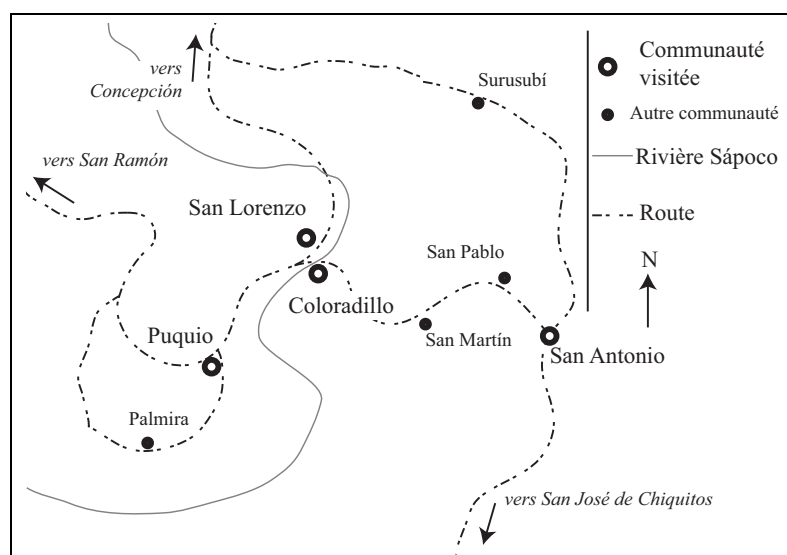 vers
Concepción
Surusubí
Communauté
visitée
Autre communauté
Rivière Sápoco
Route
vers San Ramón
San Lorenzo
San Pablo
N
Coloradillo
Puquio
San Martín
San Antonio
Palmira
vers San José de Chiquitos